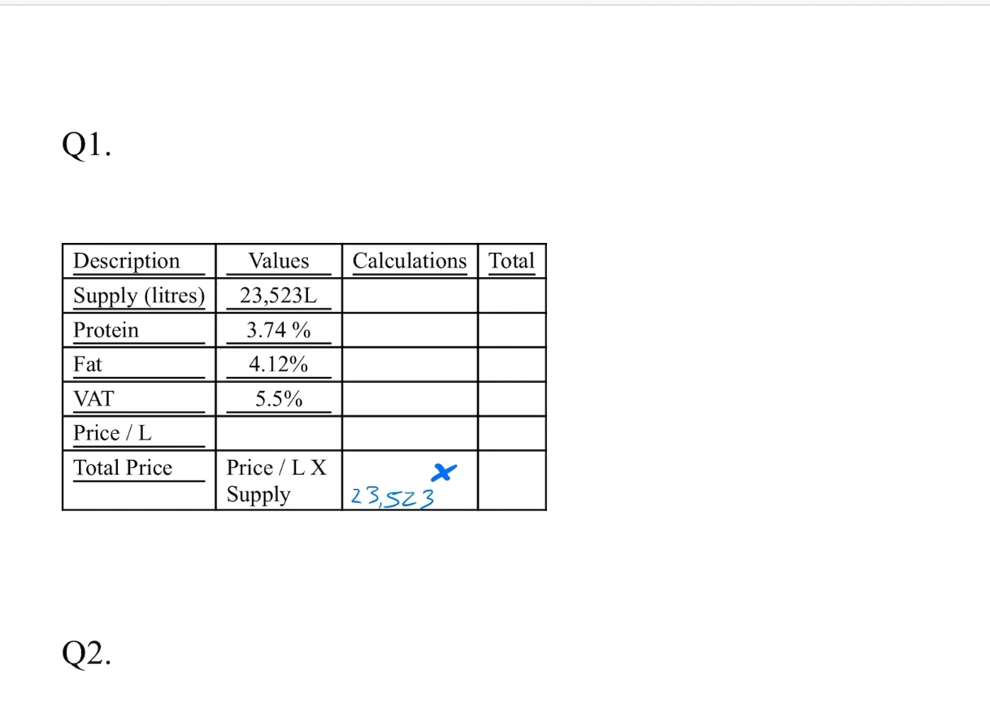 Q1.
Description Values Calculations Total
Supply (litres) 23,523L
Protein 3.74 %
Fat 4.12%
VAT 5.5%
Price / L
Total Price Price / L X x
Supply 23,523
Q2.